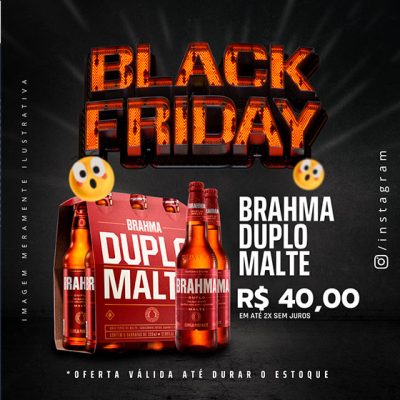 BLACK
FRIDAY
IMAGEM MERAMENTE ILUSTRATIVA
/instagram
BRAHMA
DUPLO
MALTE
BRAHMA
DUPLO
MALTE
BRAHMA
DUPLO
MALTE
R$ 40,00
EM ATÉ 2X SEM JUROS
*OFERTA VÁLIDA ATÉ DURAR O ESTOQUE